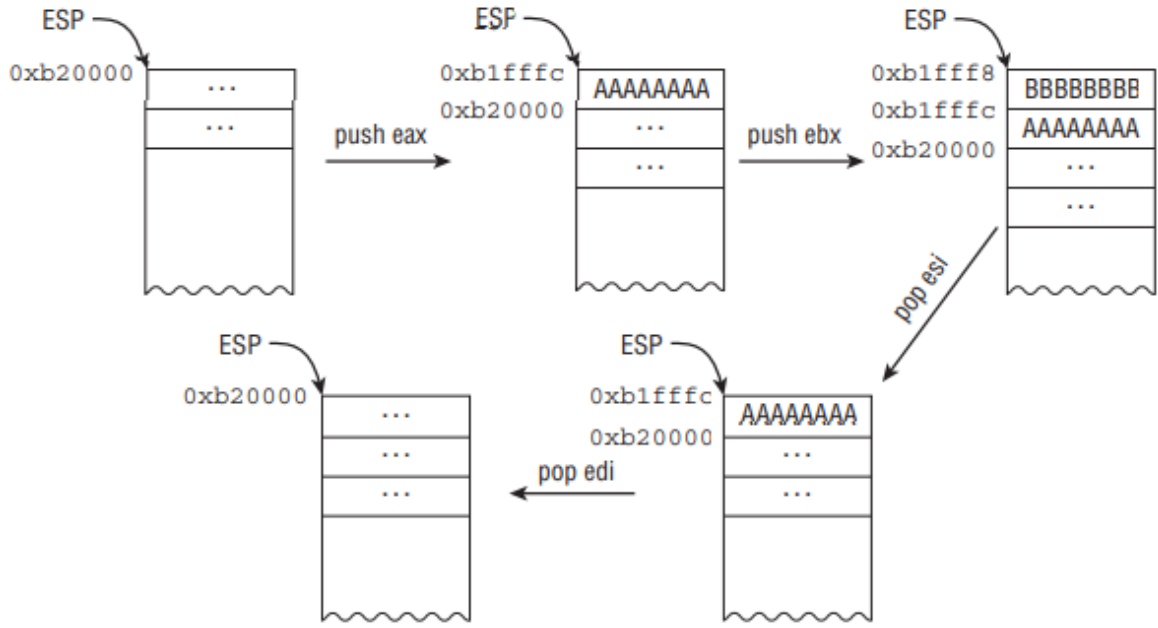 ESP
0xb20000
...
...
push eax
ESP
0xb1fffc
AAAAAAAA
0xb20000
...
...
push ebx
ESP
0xb1fff8
BBBBBBBB
0xb1fffc
AAAAAAAA
0xb20000
...
...
pop esi
ESP
0xb1fffc
AAAAAAAA
0xb20000
...
...
pop edi
ESP
0xb20000
...
...
...